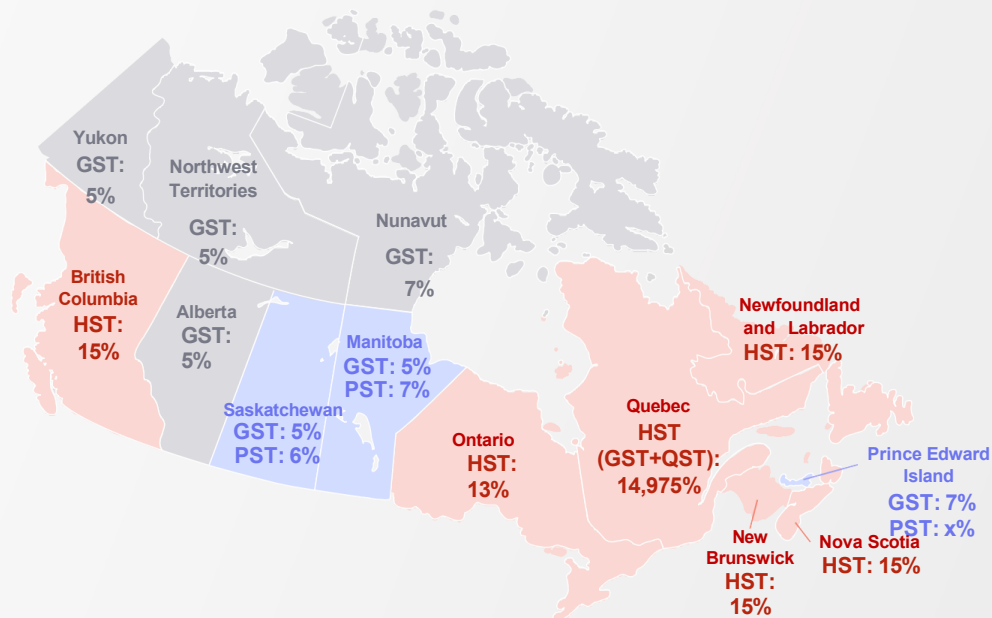 Yukon
GST:
5%
Northwest
Territories
GST:
5%
Nunavut
GST:
7%
British
Columbia
HST:
15%
Alberta
GST:
5%
Saskatchewan
GST: 5%
PST: 6%
Manitoba
GST: 5%
PST: 7%
Ontario
HST:
13%
Quebec
HST
(GST+QST):
14,975%
Newfoundland
and Labrador
HST: 15%
Prince Edward
Island
GST: 7%
PST: x%
New
Brunswick
HST:
15%
Nova Scotia
HST: 15%